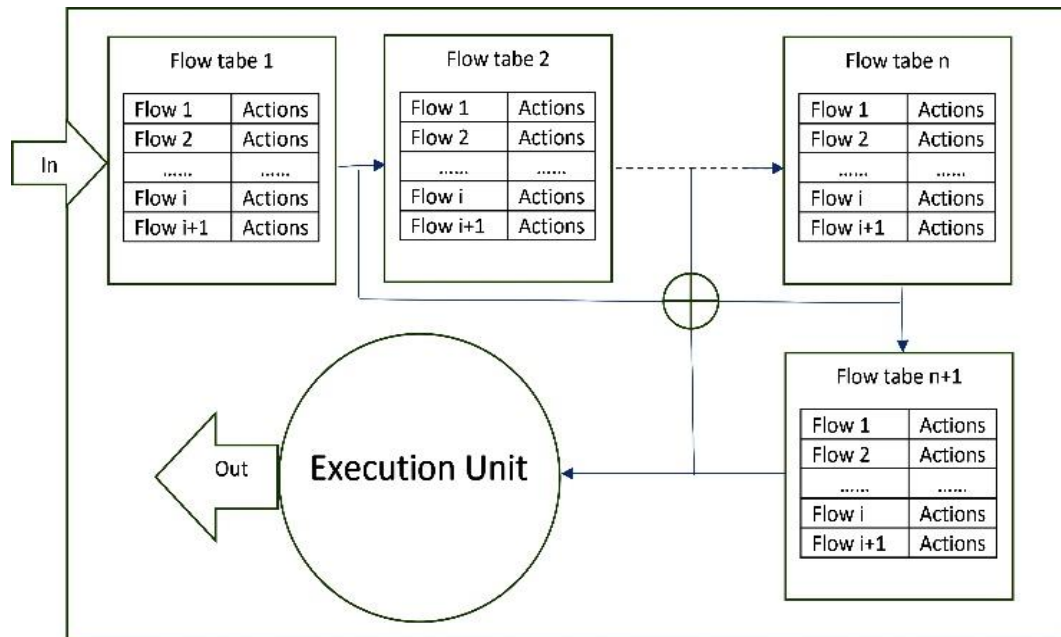 Flow tabe 1
Flow 1 Actions
Flow 2 Actions
...... ......
Flow i Actions
Flow i+1 Actions
Flow tabe 2
Flow 1 Actions
Flow 2 Actions
...... ......
Flow i Actions
Flow i+1 Actions
Flow tabe n
Flow 1 Actions
Flow 2 Actions
...... ......
Flow i Actions
Flow i+1 Actions
In
Flow tabe n+1
Flow 1 Actions
Flow 2 Actions
...... ......
Flow i Actions
Flow i+1 Actions
Execution Unit
Out